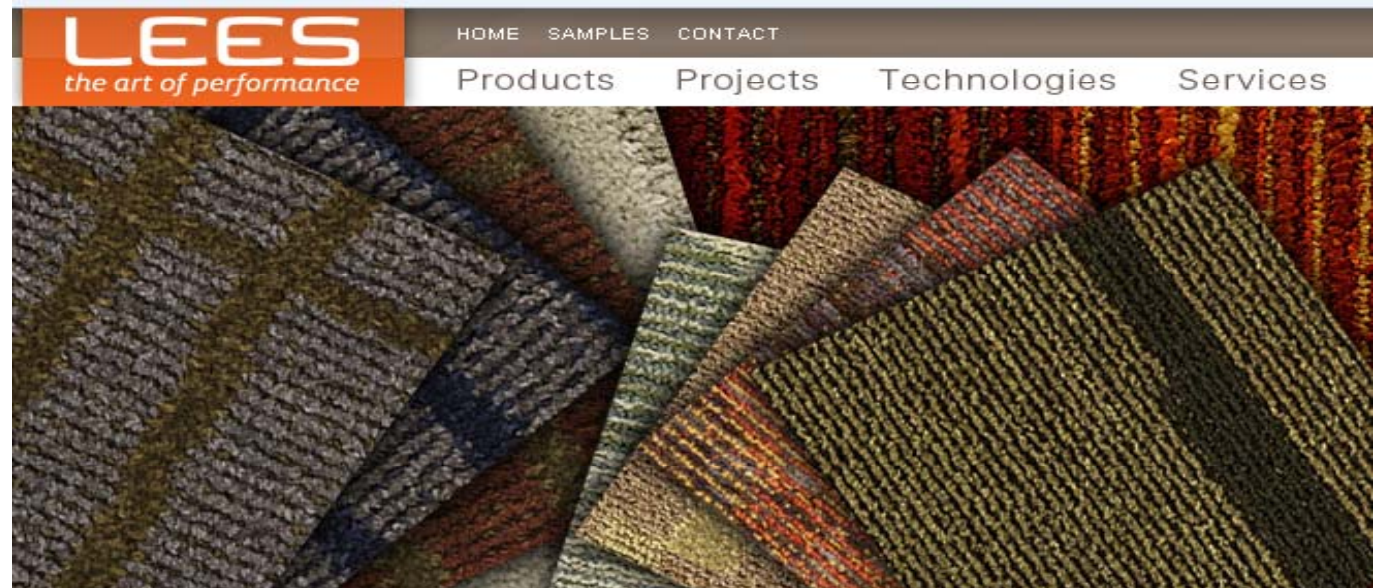 LEES
the art of performance
HOME SAMPLES CONTACT
Products Projects Technologies Services